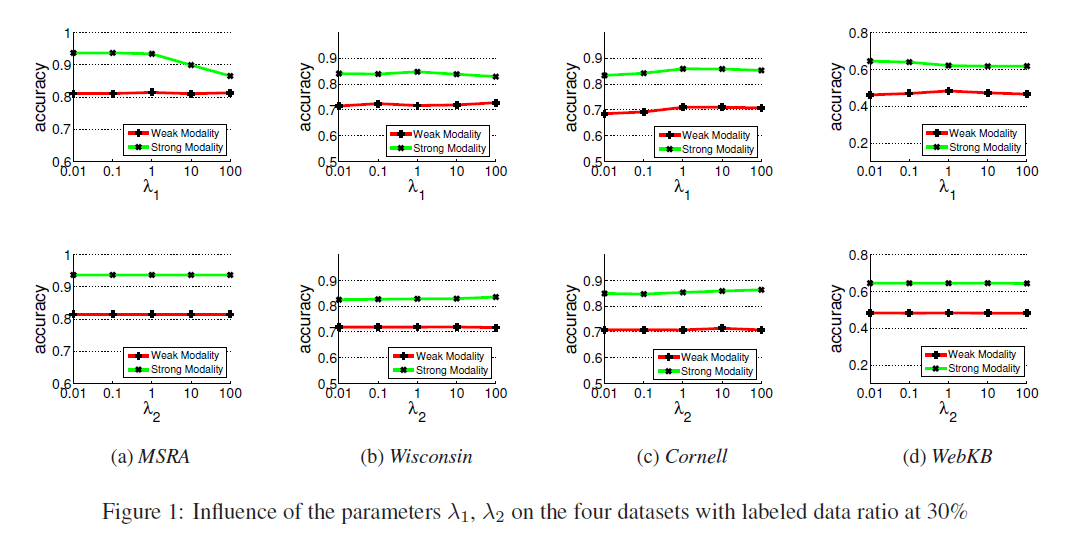 1
0.9
0.8
0.7
0.6
accuracy
Weak Modality
Strong Modality
0.01 0.1 1 10 100
λ1
0.9
0.8
0.7
0.6
0.5
accuracy
Weak Modality
Strong Modality
0.01 0.1 1 10 100
λ1
0.9
0.8
0.7
0.6
0.5
accuracy
Weak Modality
Strong Modality
0.01 0.1 1 10 100
λ1
0.8
0.6
0.4
0.2
accuracy
Weak Modality
Strong Modality
0.01 0.1 1 10 100
λ1
1
0.9
0.8
0.7
0.6
accuracy
Weak Modality
Strong Modality
0.01 0.1 1 10 100
λ2
0.9
0.8
0.7
0.6
0.5
accuracy
Weak Modality
Strong Modality
0.01 0.1 1 10 100
λ2
0.9
0.8
0.7
0.6
0.5
accuracy
Weak Modality
Strong Modality
0.01 0.1 1 10 100
λ2
0.8
0.6
0.4
0.2
accuracy
Weak Modality
Strong Modality
0.01 0.1 1 10 100
λ2
(a) MSRA
(b) Wisconsin
(c) Cornell
(d) WebKB
Figure 1: Influence of the parameters λ1, λ2 on the four datasets with labeled data ratio at 30%